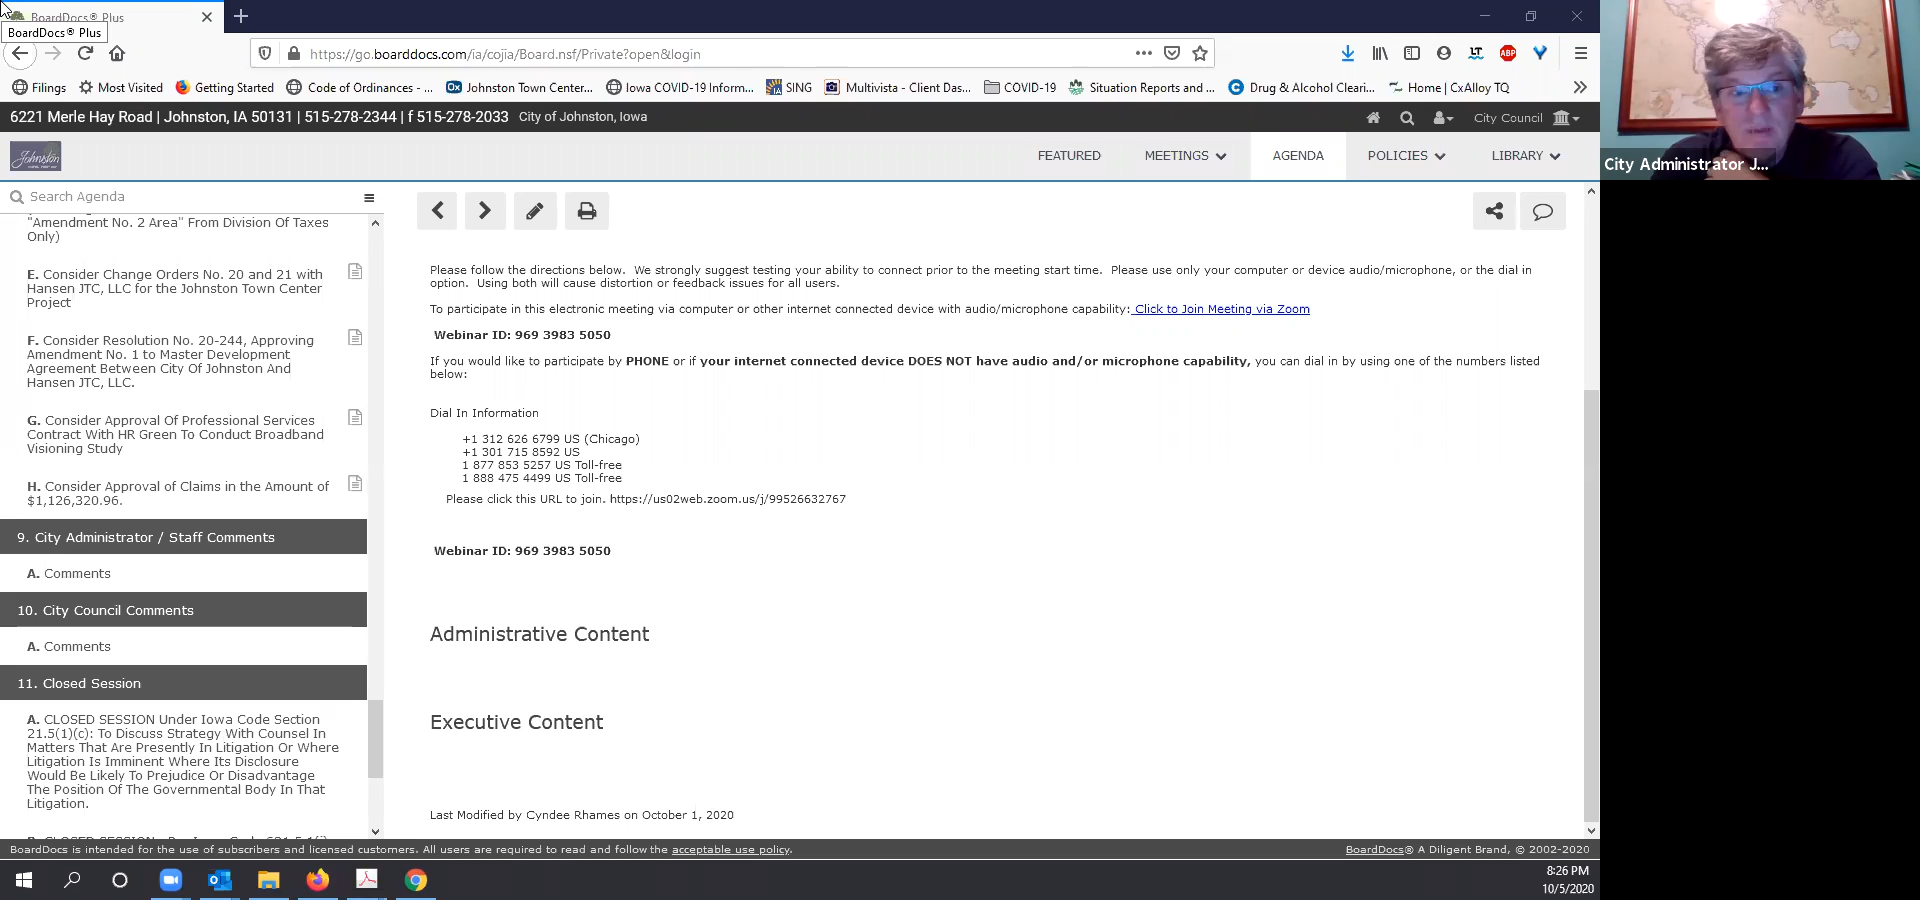 BoardDocs® Plus
BoardDocs® Plus
https://go.boarddocs.com/ia/cojia/Board.nsf/Private?open&login
Filings
Most Visited
Getting Started
Code of Ordinances - ...
Johnston Town Center...
Iowa COVID-19 Inform...
SING
Multivista - Client Das...
COVID-19
Situation Reports and ...
Drug & Alcohol Cleari...
Home | CxAlloy TQ
6221 Merle Hay Road | Johnston, IA 50131 | 515-278-2344 | f 515-278-2033
City of Johnston, Iowa
City Council
Johnston
FEATURED
MEETINGS
AGENDA
POLICIES
LIBRARY
Search Agenda
"Amendment No. 2 Area" From Division Of Taxes
Only)
E. Consider Change Orders No. 20 and 21 with
Hansen JTC, LLC for the Johnston Town Center
Project
F. Consider Resolution No. 20-244, Approving
Amendment No. 1 to Master Development
Agreement Between City Of Johnston And
Hansen JTC, LLC.
G. Consider Approval Of Professional Services
Contract With HR Green To Conduct Broadband
Visioning Study
H. Consider Approval of Claims in the Amount of
$1,126,320.96.
9. City Administrator / Staff Comments
A. Comments
10. City Council Comments
A. Comments
11. Closed Session
A. CLOSED SESSION Under Iowa Code Section
21.5(1)(c): To Discuss Strategy With Counsel In
Matters That Are Presently In Litigation Or Where
Litigation Is Imminent Where Its Disclosure
Would Be Likely To Prejudice Or Disadvantage
The Position Of The Governmental Body In That
Litigation.
Please follow the directions below. We strongly suggest testing your ability to connect prior to the meeting start time. Please use only your computer or device audio/microphone, or the dial in
option. Using both will cause distortion or feedback issues for all users.
To participate in this electronic meeting via computer or other internet connected device with audio/microphone capability: Click to Join Meeting via Zoom
Webinar ID: 969 3983 5050
If you would like to participate by PHONE or if your internet connected device DOES NOT have audio and/or microphone capability, you can dial in by using one of the numbers listed
below:
Dial In Information
+1 312 626 6799 US (Chicago)
+1 301 715 8592 US
1 877 853 5257 US Toll-free
1 888 475 4499 US Toll-free
Please click this URL to join. https://us02web.zoom.us/j/99526632767
Webinar ID: 969 3983 5050
Administrative Content
Executive Content
Last Modified by Cyndee Rhames on October 1, 2020
BoardDocs is intended for the use of subscribers and licensed customers. All users are required to read and follow the acceptable use policy.
BoardDocs® A Diligent Brand, © 2002-2020
8:26 PM
10/5/2020
City Administrator J...